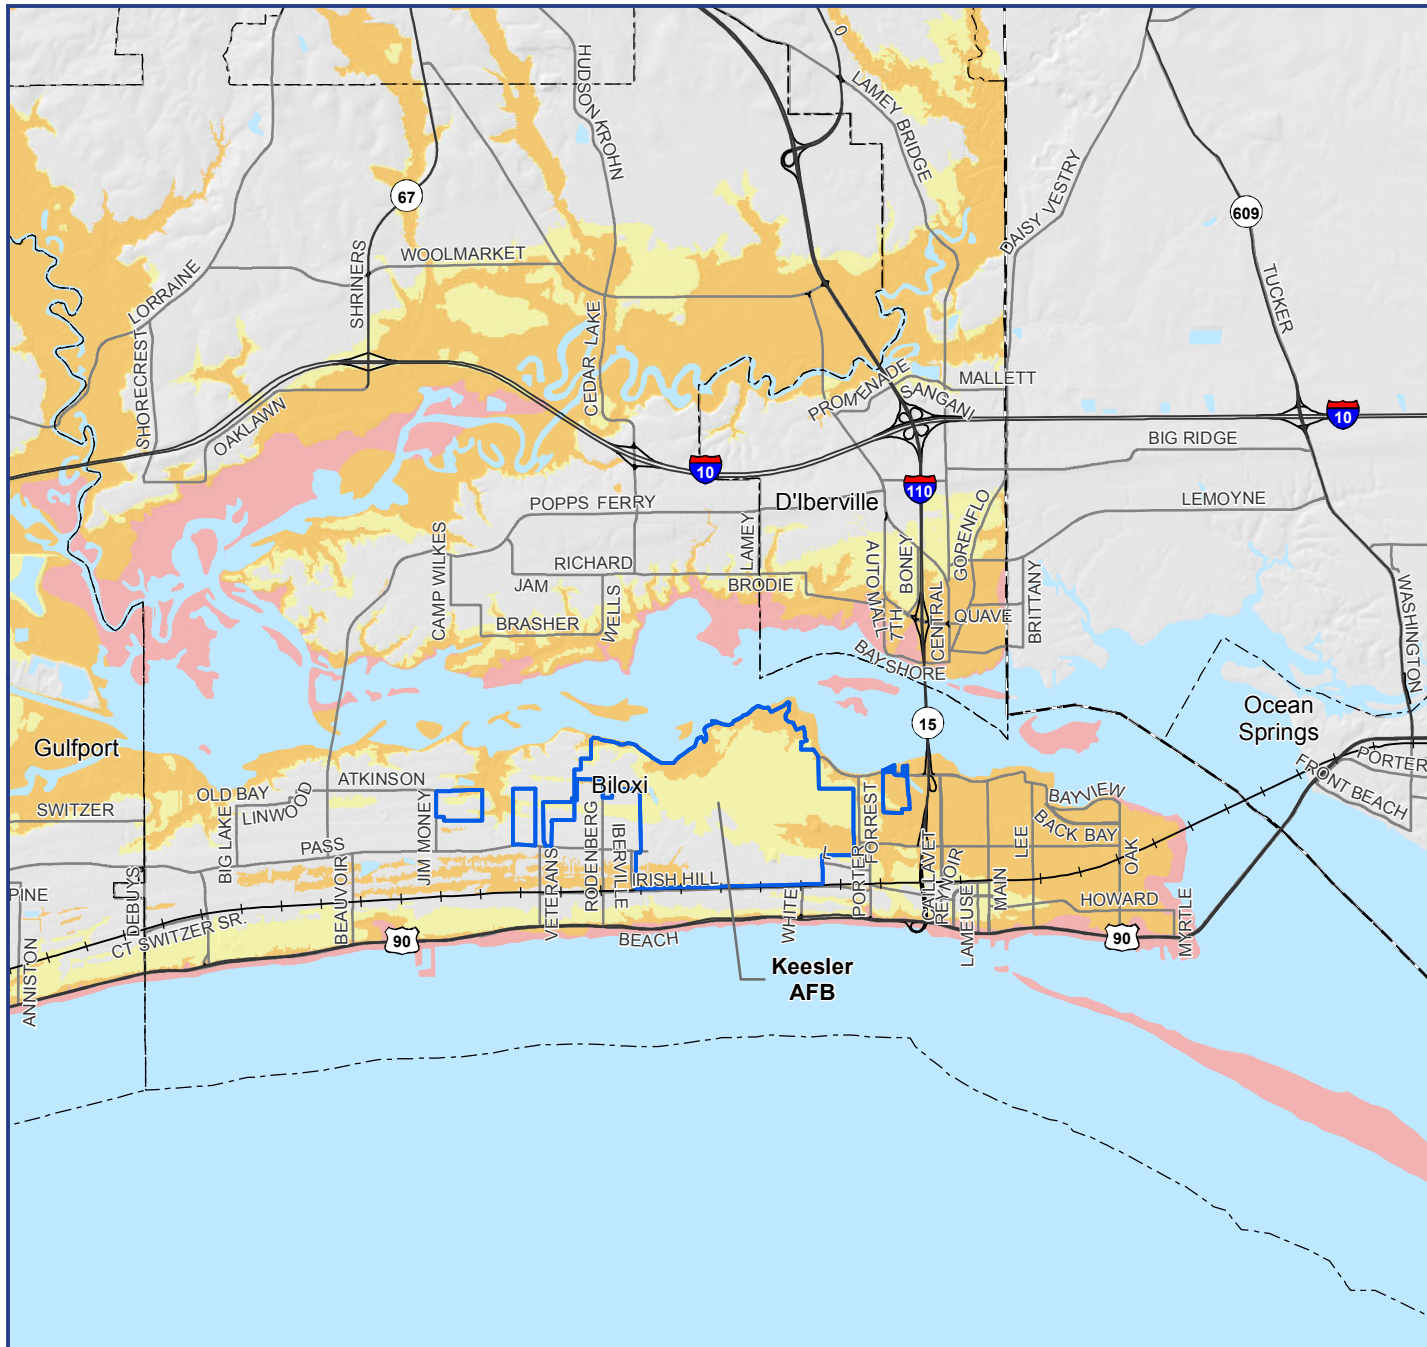 0
HUDSON KROHN
LAMEY BRIDGE
DAISY VESTRY
67
609
WOOLMARKET
LORRAINE
SHRINERS
TUCKER
CEDAR LAKE
SHORECREST
PROMENADE
MALLETT
SANGANI
OAKLAWN
10
BIG RIDGE
10
110
D'Iberville
LEMOYNE
POPPS FERRY
GORENFLO
LAMEY
CAMP WILKES
AUTO MALL
BONEY
RICHARD
JAM
BRODIE
WELLS
BRITTANY
WASHINGTON
7TH
CENTRAL
QUAVE
BRASHER
BAY SHORE
Ocean
Springs
15
Gulfport
PORTER
FRONT BEACH
ATKINSON
Biloxi
OLD BAY
LINWOOD
SWITZER
BAYVIEW
BACK BAY
BIG LAKE
JIM MONEY
RODENBERG
IBERVILLE
FORREST
LEE
OAK
PASS
VETERANS
CAILLAVET
REYNOIR
PORTER
MAIN
LAMEUSE
IRISH HILL
WHITE
PINE
DEBUYS
BEAUVOIR
HOWARD
MYRTLE
CT SWITZER SR.
90
BEACH
90
ANNISTON
Keesler
AFB